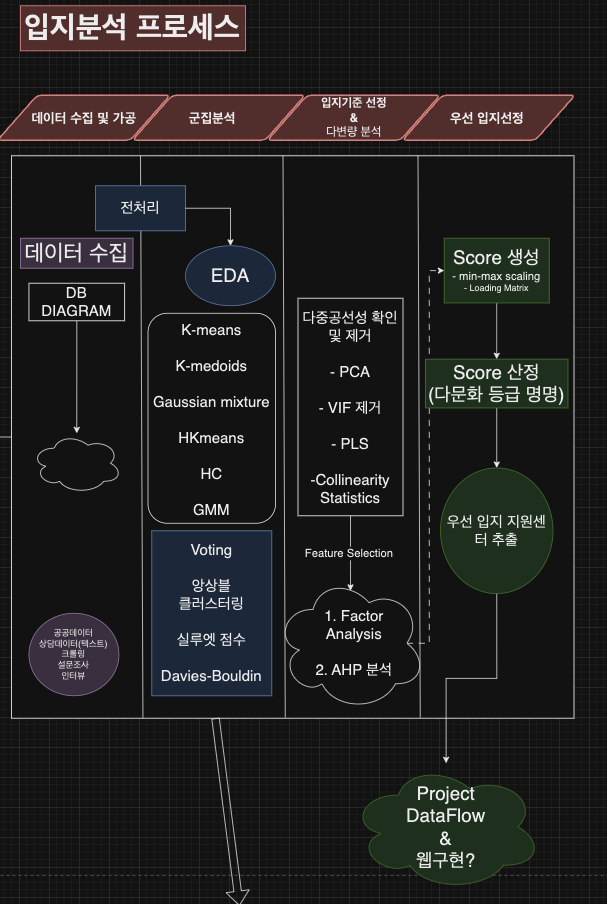 입지분석 프로세스
데이터 수집 및 가공
군집분석
입지기준 선정
&
다변량 분석
우선 입지선정
전처리
데이터 수집
DB
DIAGRAM
공공데이터
상담데이터(텍스트)
크롤링
설문조사
인터뷰
EDA
K-means
K-medoids
Gaussian mixture
HKmeans
HC
GMM
Voting
앙상블
클러스터링
실루엣 점수
Davies-Bouldin
다중공선성 확인
및 제거
- PCA
- VIF 제거
- PLS
-Collinearity
Statistics
Feature Selection
1. Factor
Analysis
2. AHP 분석
Score 생성
- min-max scaling
- Loading Matrix
Score 산정
(다문화 등급 명명)
우선 입지 지원센
터 추출
Project
DataFlow
&
웹구현?